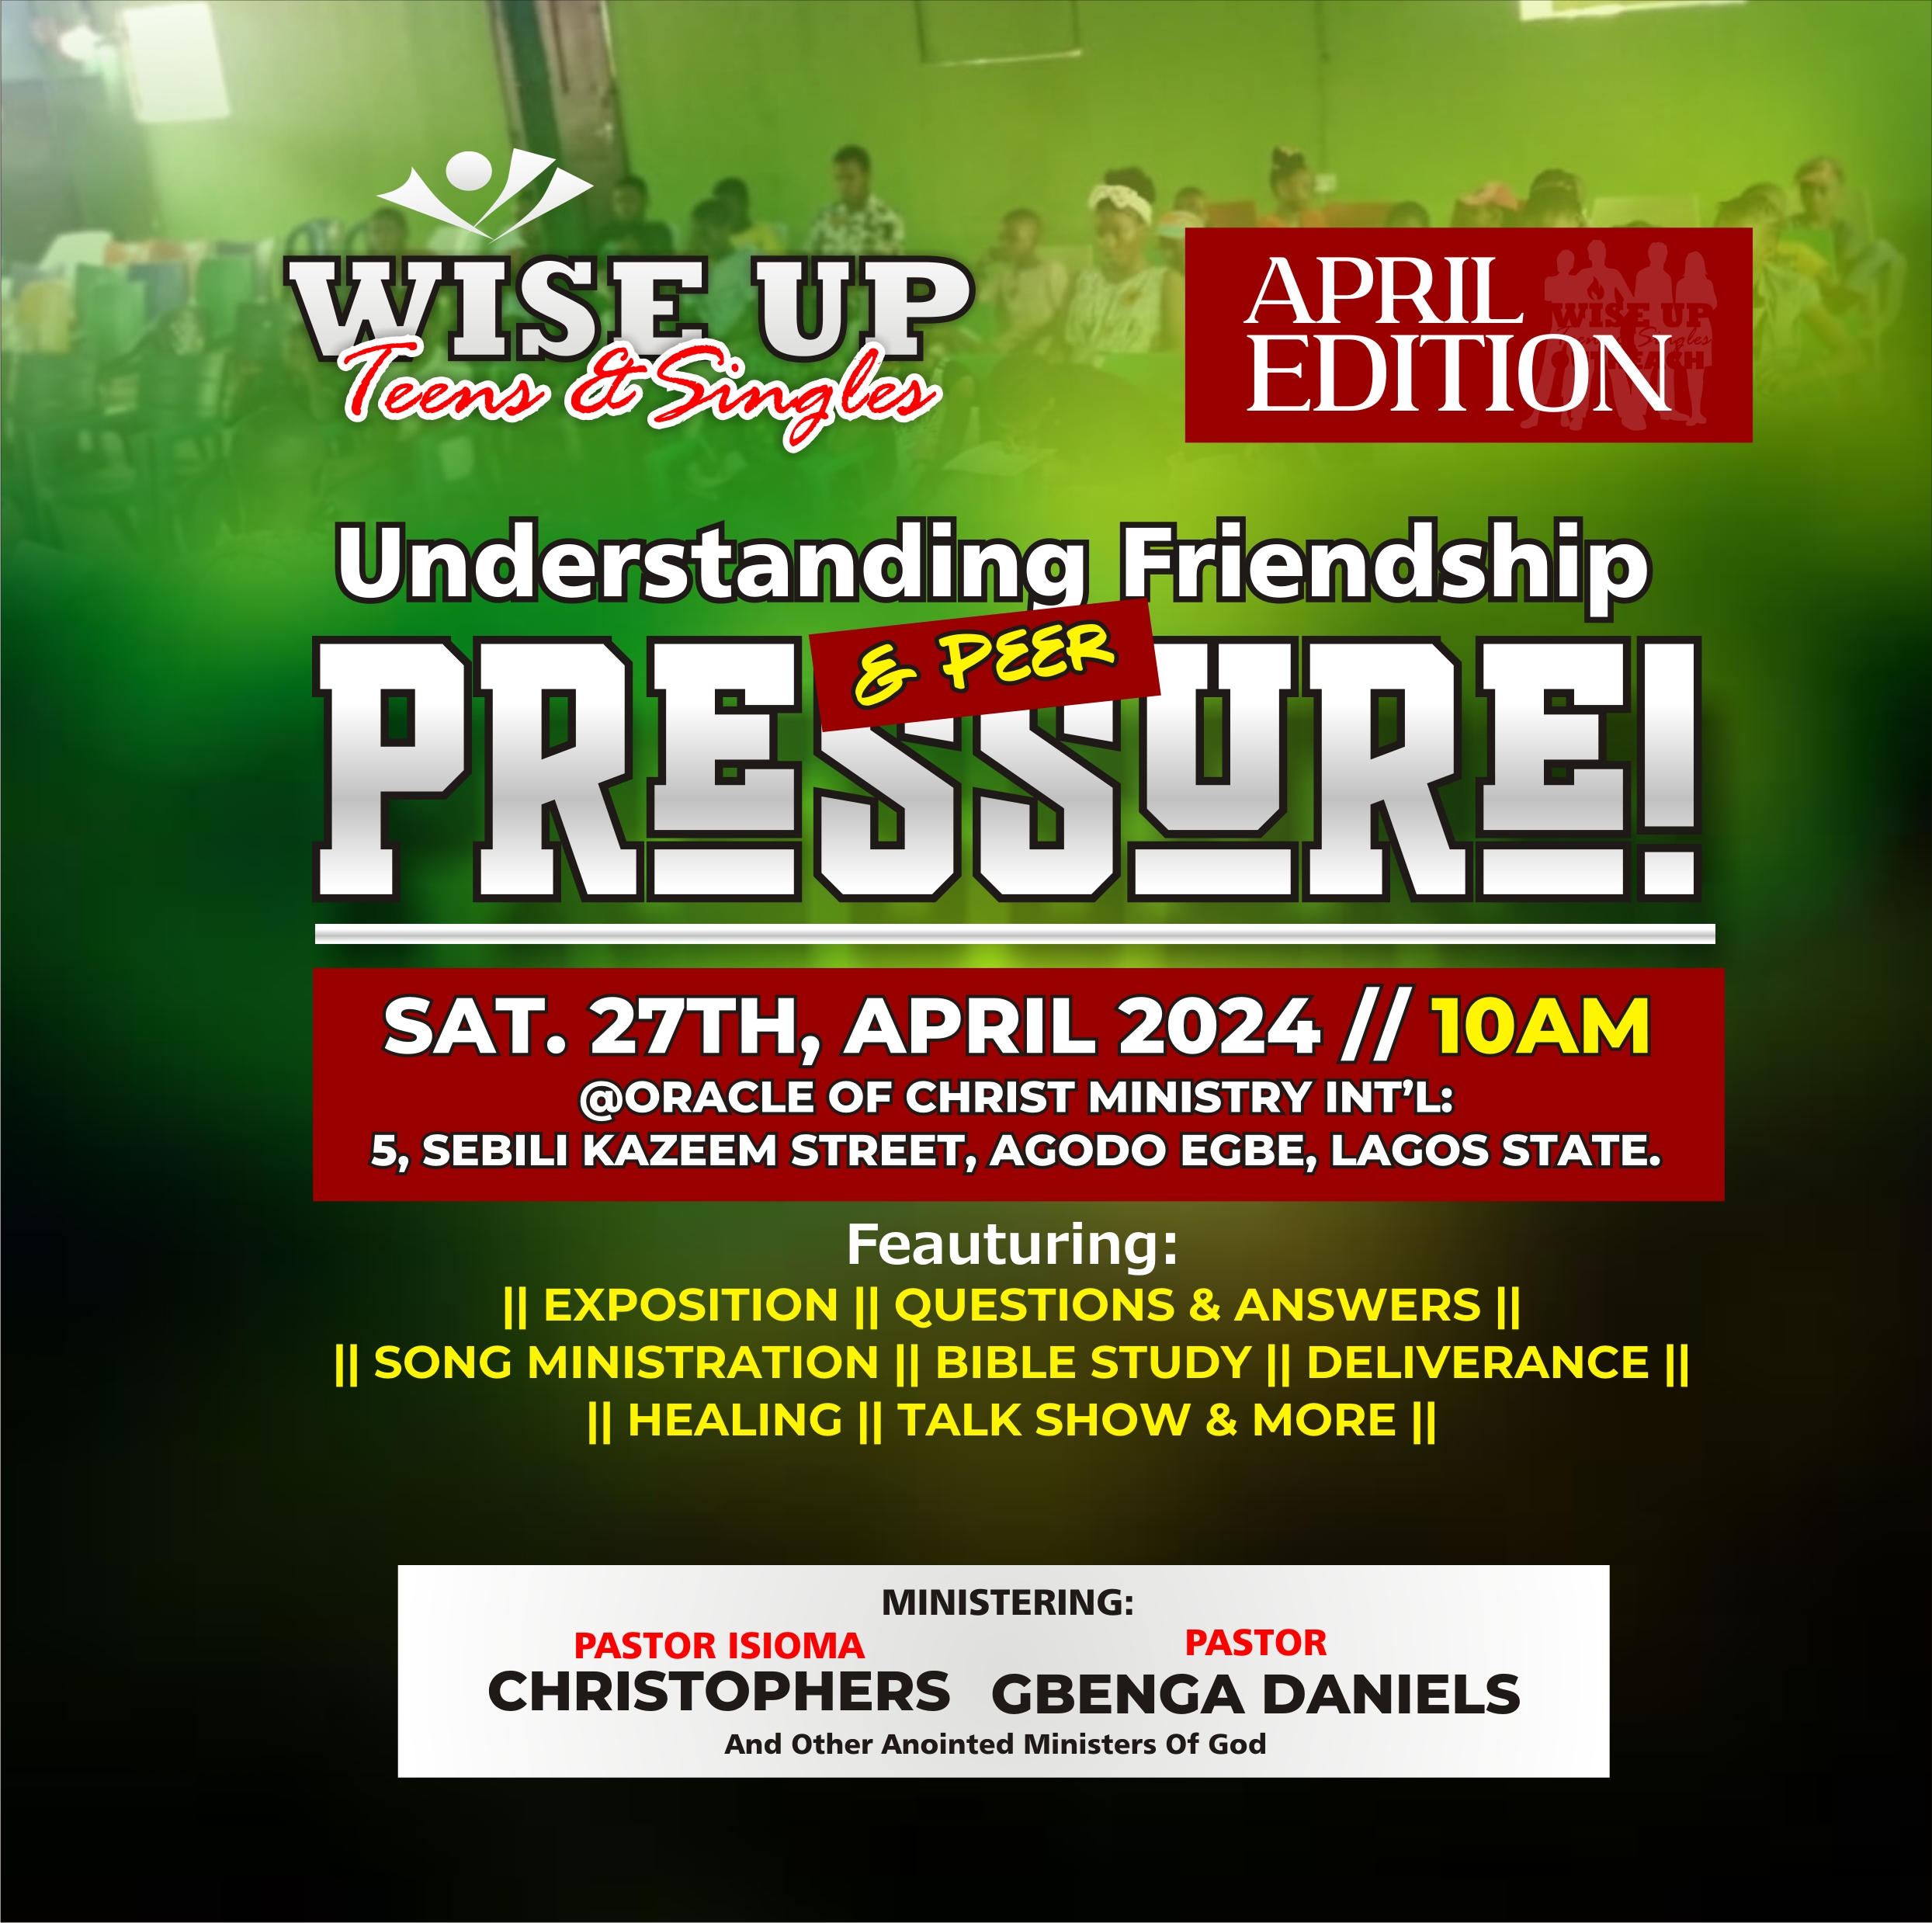 WISE UP
Teens & Singles
APRIL
EDITION
WISE UP
Understanding Friendship
& PEER
PRESSURE!
SAT. 27TH, APRIL 2024 // 10AM
@ORACLE OF CHRIST MINISTRY INT'L:
5, SEBILI KAZEEM STREET, AGODO EGBE, LAGOS STATE.
Feauturing:
|| EXPOSITION || QUESTIONS & ANSWERS ||
|| SONG MINISTRATION || BIBLE STUDY || DELIVERANCE ||
|| HEALING || TALK SHOW & MORE ||
MINISTERING:
PASTOR ISIOMA
CHRISTOPHERS
PASTOR
GBENGA DANIELS
And Other Anointed Ministers Of God